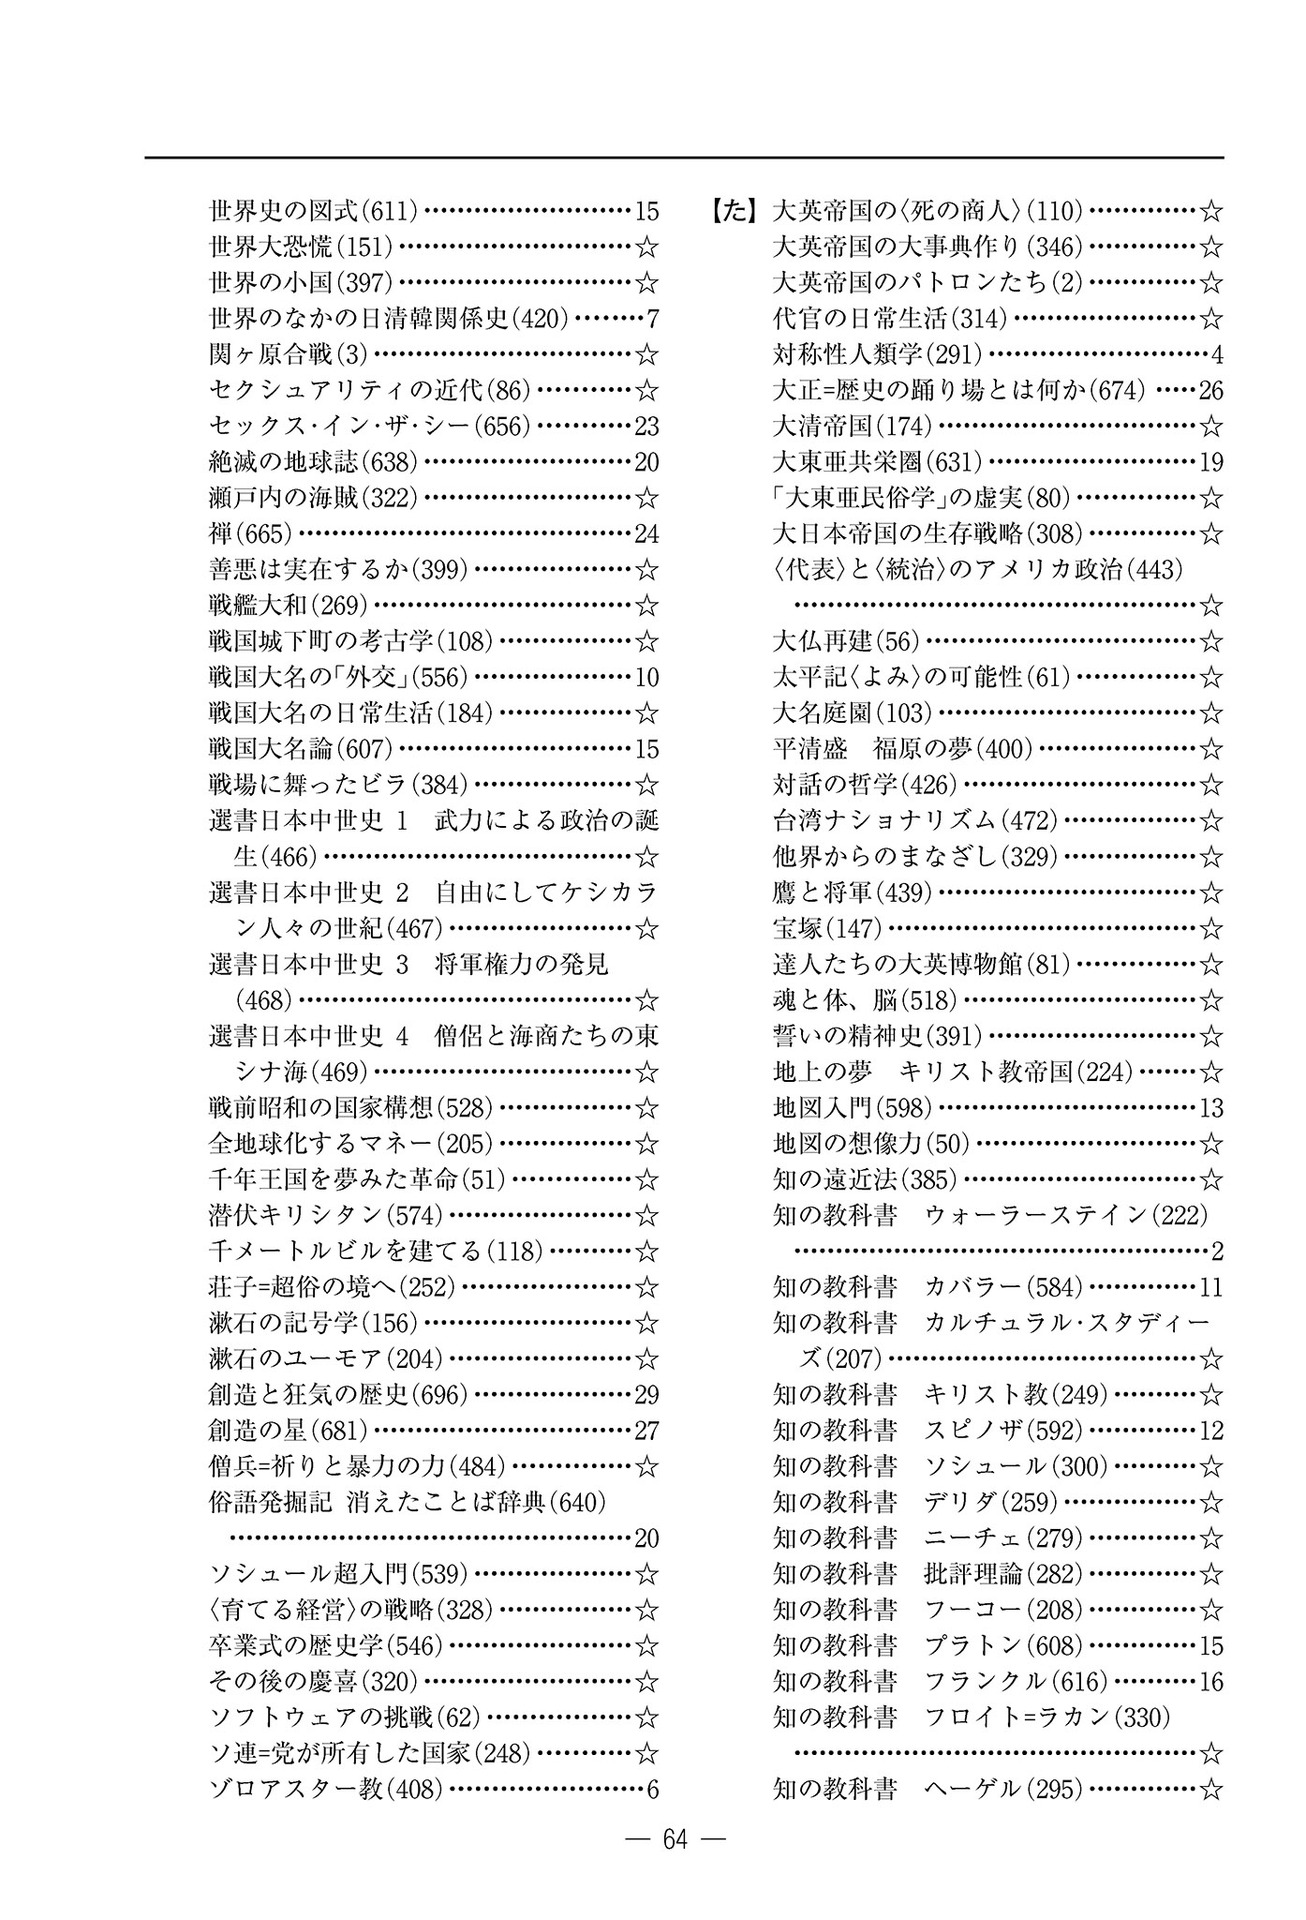 世界史の図式(611)………………………15
世界大恐慌(151)…………………………☆
世界の小国(397)…………………………☆
世界のなかの日清韓関係史(420)………7
関ヶ原合戦(3)……………………………☆
セクシュアリティの近代(86)…………☆
セックス・イン・ザ・シー(656)…………23
絶滅の地球誌(638)………………………20
瀬戸内の海賊(322)………………………☆
禅(665)……………………………………24
善悪は実在するか(399)…………………☆
戦艦大和(269)……………………………☆
戦国城下町の考古学(108)………………☆
戦国大名の「外交」(556)…………………10
戦国大名の日常生活(184)………………☆
戦国大名論(607)…………………………15
戦場に舞ったビラ(384)…………………☆
選書日本中世史 1　武力による政治の誕
生(466)……………………………………☆
選書日本中世史 2　自由にしてケシカラ
ン人々の世紀(467)………………………☆
選書日本中世史 3　将軍権力の発見
(468)………………………………………☆
選書日本中世史 4　僧侶と海商たちの東
シナ海(469)………………………………☆
戦前昭和の国家構想(528)………………☆
全地球化するマネー(205)………………☆
千年王国を夢みた革命(51)……………☆
潜伏キリシタン(574)……………………☆
千メートルビルを建てる(118)…………☆
荘子=超俗の境へ(252)…………………☆
漱石の記号学(156)………………………☆
漱石のユーモア(204)……………………☆
創造と狂気の歴史(696)…………………29
創造の星(681)……………………………27
僧兵=祈りと暴力の力(484)……………☆
俗語発掘記 消えたことば辞典(640)
……………………………………………20
ソシュール超入門(539)…………………☆
〈育てる経営〉の戦略(328)………………☆
卒業式の歴史学(546)……………………☆
その後の慶喜(320)………………………☆
ソフトウェアの挑戦(62)………………☆
ソ連=党が所有した国家(248)…………☆
ゾロアスター教(408)……………………6
【た】 大英帝国の〈死の商人〉(110)…………☆
大英帝国の大事典作り(346)……………☆
大英帝国のパトロンたち(2)……………☆
代官の日常生活(314)……………………☆
対称性人類学(291)………………………4
大正=歴史の踊り場とは何か(674)……26
大清帝国(174)……………………………☆
大東亜共栄圏(631)………………………19
「大東亜民俗学」の虚実(80)……………☆
大日本帝国の生存戦略(308)……………☆
〈代表〉と〈統治〉のアメリカ政治(443)
……………………………………………☆
大仏再建(56)……………………………☆
太平記〈よみ〉の可能性(61)……………☆
大名庭園(103)……………………………☆
平清盛　福原の夢(400)…………………☆
対話の哲学(426)…………………………☆
台湾ナショナリズム(472)………………☆
他界からのまなざし(329)………………☆
鷹と将軍(439)……………………………☆
宝塚(147)…………………………………☆
達人たちの大英博物館(81)……………☆
魂と体、脳(518)…………………………☆
誓いの精神史(391)………………………☆
地上の夢　キリスト教帝国(224)………☆
地図入門(598)……………………………13
地図の想像力(50)………………………☆
知の遠近法(385)…………………………☆
知の教科書　ウォーラーステイン(222)
……………………………………………2
知の教科書　カバラー(584)……………11
知の教科書　カルチュラル・スタディー
ズ(207)……………………………………☆
知の教科書　キリスト教(249)…………☆
知の教科書　スピノザ(592)……………12
知の教科書　ソシュール(300)…………☆
知の教科書　デリダ(259)………………☆
知の教科書　ニーチェ(279)……………☆
知の教科書　批評理論(282)……………☆
知の教科書　フーコー(208)……………☆
知の教科書　プラトン(608)……………15
知の教科書　フランクル(616)…………16
知の教科書　フロイト=ラカン(330)
……………………………………………☆
知の教科書　ヘーゲル(295)……………☆
— 64 —